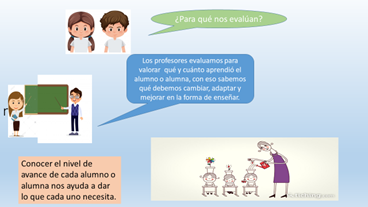 ¿Para qué nos evalúan?
Los profesores evaluamos para
valorar qué y cuánto aprendió el
alumno o alumna, con eso sabemos
qué debemos cambiar, adaptar y
mejorar en la forma de enseñar.
Conocer el nivel de
avance de cada alumno o
alumna nos ayuda a dar
lo que cada uno necesita.